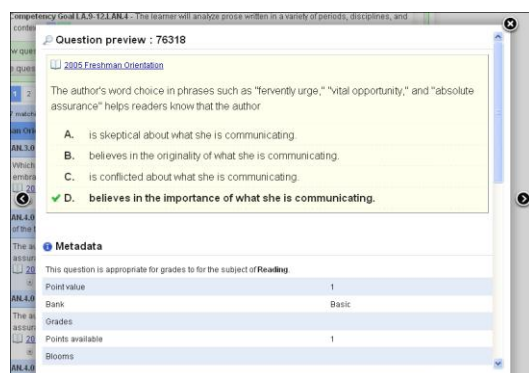 Competency Goal LA.9-12.LAN.4 - The learner will analyze prose written in a variety of periods, disciplines, and
Question preview : 76318
2005 Freshman Orientation
The author's word choice in phrases such as "fervently urge," "vital opportunity," and "absolute
assurance" helps readers know that the author
A. is skeptical about what she is communicating.
B. believes in the originality of what she is communicating.
C. is conflicted about what she is communicating.
D. believes in the importance of what she is communicating.
Metadata
This question is appropriate for grades to for the subject of Reading.
Point value 1
Bank Basic
Grades
Points available 1
Blooms